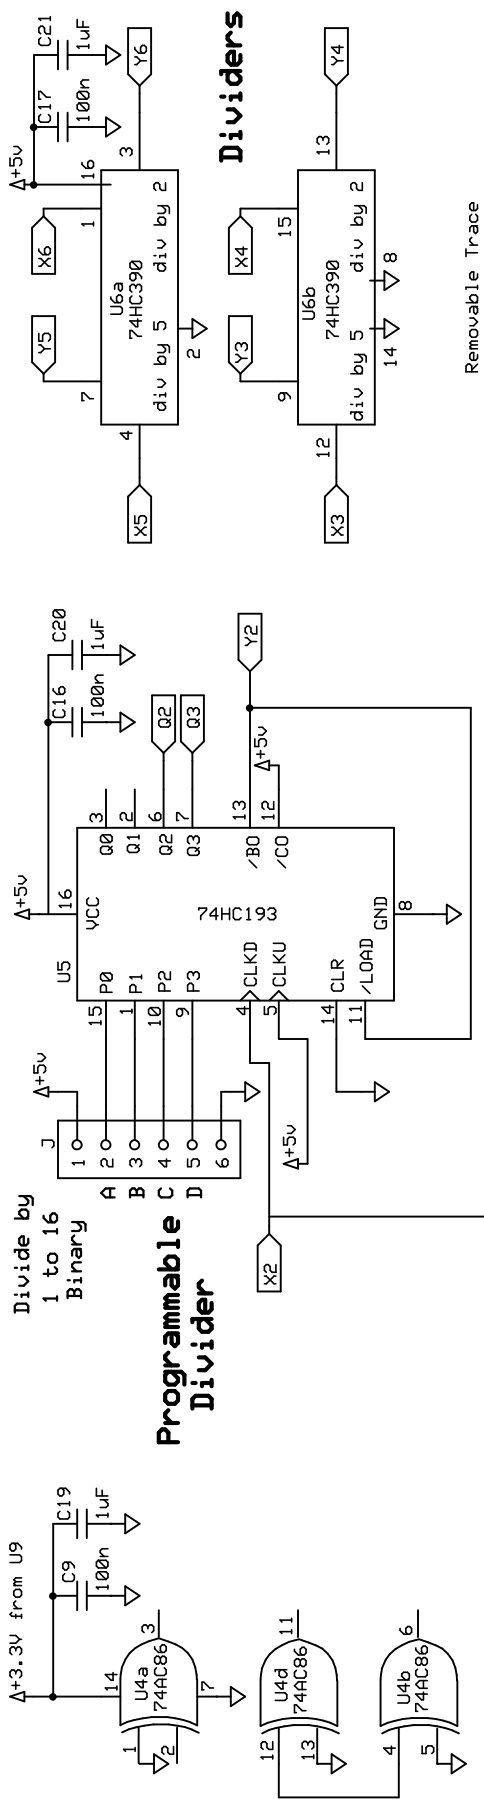 +3.3V from U9
C9
100n
C19
1uF
14
U4a
74AC86
1
2
3
7
U4d
74AC86
12
13
11
U4b
74AC86
4
5
6
Divide by
1 to 16
Binary
Programmable
Divider
J
1
2
3
4
5
6
A
B
C
D
+5v
+5v
16
VCC
C16
100n
C20
1uF
U5
74HC193
15
P0
1
P1
10
P2
9
P3
4
CLKD
5
CLKU
14
CLR
11
/LOAD
Q0
3
Q1
2
Q2
6
Q3
7
/BO
13
/CO
12
GND
8
Q2
Q3
Y2
+5v
+5v
X2
+5v
C17
100n
C21
1uF
16
X5
4
Y5
7
X6
1
Y6
3
U6a
74HC390
div by 5
div by 2
2
Dividers
X3
12
Y3
9
X4
15
Y4
13
U6b
74HC390
div by 5
div by 2
14
8
Removable Trace